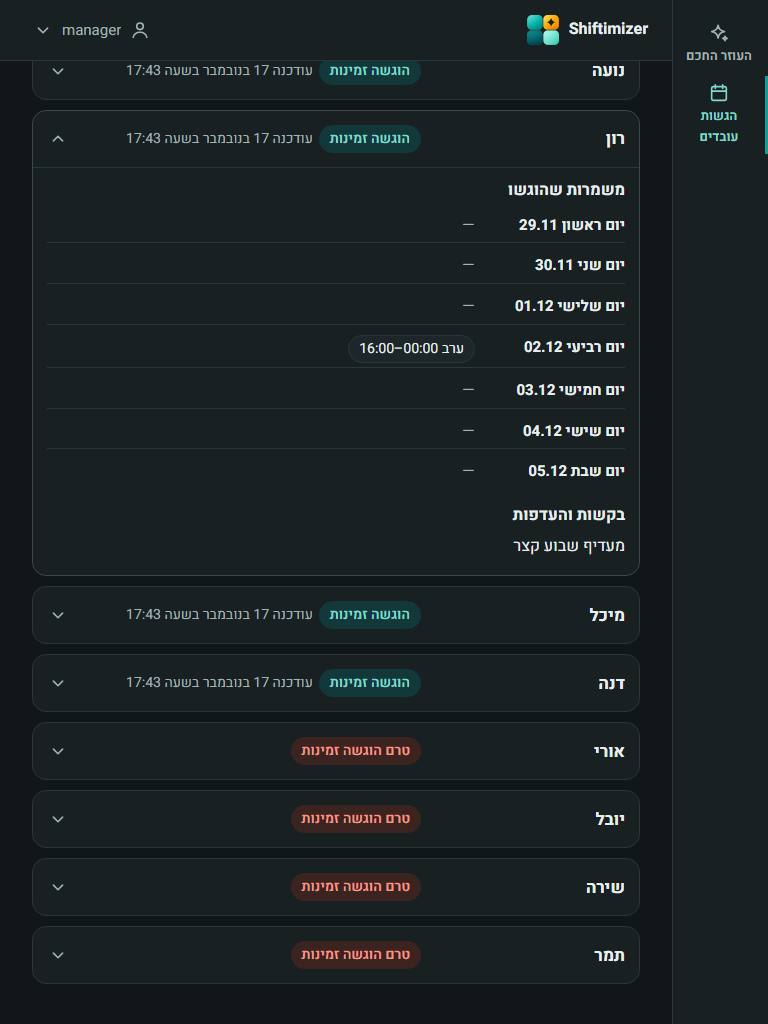 Shiftimizer
manager
העוזר החכם
הגשות
עובדים
נועה הוגשה זמינות עודכנה 17 בנובמבר בשעה 17:43
רון הוגשה זמינות עודכנה 17 בנובמבר בשעה 17:43
משמרות שהוגשו
יום ראשון 29.11 —
יום שני 30.11 —
יום שלישי 01.12 —
יום רביעי 02.12 ערב 16:00–00:00
יום חמישי 03.12 —
יום שישי 04.12 —
יום שבת 05.12 —
בקשות והעדפות
מעדיף שבוע קצר
מיכל הוגשה זמינות עודכנה 17 בנובמבר בשעה 17:43
דנה הוגשה זמינות עודכנה 17 בנובמבר בשעה 17:43
אורי טרם הוגשה זמינות
יובל טרם הוגשה זמינות
שירה טרם הוגשה זמינות
תמר טרם הוגשה זמינות